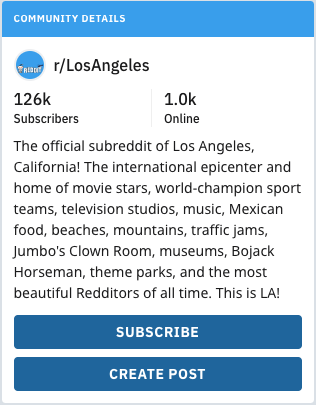 COMMUNITY DETAILS
REDDIT
r/LosAngeles
126k
Subscribers
1.0k
Online
The official subreddit of Los Angeles,
California! The international epicenter and
home of movie stars, world-champion sport
teams, television studios, music, Mexican
food, beaches, mountains, traffic jams,
Jumbo's Clown Room, museums, Bojack
Horseman, theme parks, and the most
beautiful Redditors of all time. This is LA!
SUBSCRIBE
CREATE POST